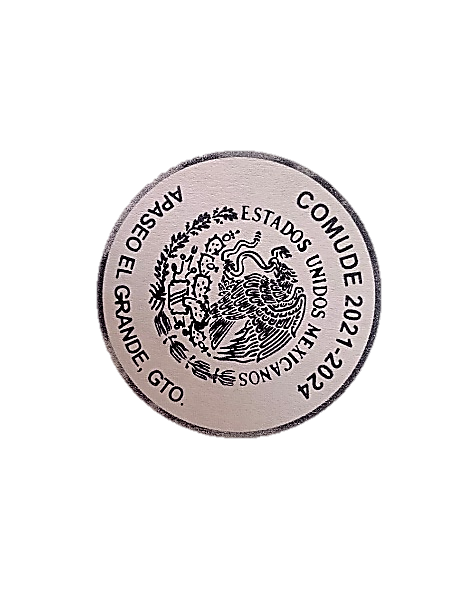 COMUDE 2021-2024
ESTADOS UNIDOS MEXICANOS
APASEO EL GRANDE, GTO.